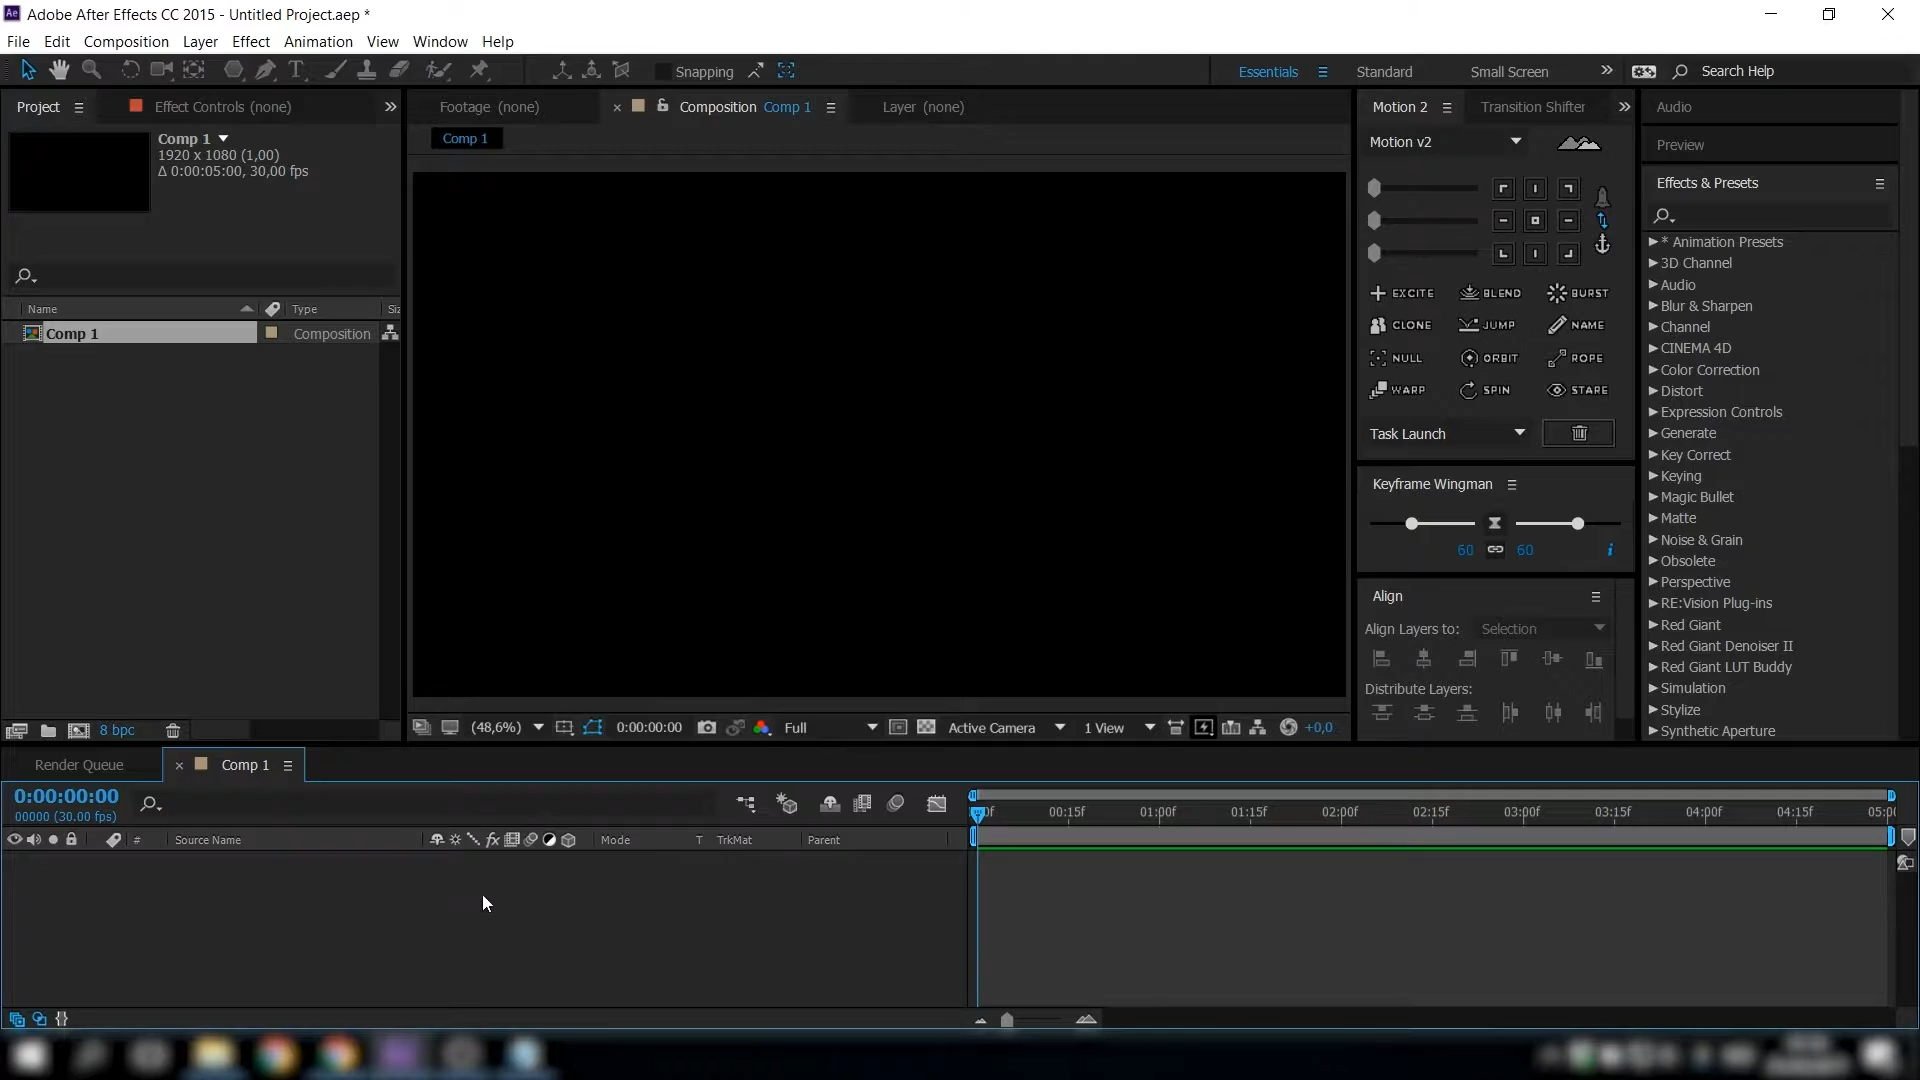 Ae Adobe After Effects CC 2015 - Untitled Project.aep *
File Edit Composition Layer Effect Animation View Window Help
T Snapping Essentials Standard Small Screen Search Help
Project Effect Controls (none)
Comp 1
1920 x 1080 (1,00)
Δ 0:00:05:00, 30,00 fps
Name Type Siz
Comp 1 Composition
8 bpc
Footage (none) Composition Comp 1 Layer (none)
Comp 1
(48,6%) 0:00:00:00 Full Active Camera 1 View +0,0
Motion 2 Transition Shifter
Motion v2
EXCITE BLEND BURST
CLONE JUMP NAME
NULL ORBIT ROPE
WARP SPIN STARE
Task Launch
Keyframe Wingman
60 60 i
Align
Align Layers to: Selection
Distribute Layers:
Audio
Preview
Effects & Presets
* Animation Presets
3D Channel
Audio
Blur & Sharpen
Channel
CINEMA 4D
Color Correction
Distort
Expression Controls
Generate
Key Correct
Keying
Magic Bullet
Matte
Noise & Grain
Obsolete
Perspective
RE:Vision Plug-ins
Red Giant
Red Giant Denoiser II
Red Giant LUT Buddy
Simulation
Stylize
Synthetic Aperture
Render Queue Comp 1
0:00:00:00
00000 (30.00 fps)
# Source Name fx Mode T TrkMat Parent
00:15f 01:00f 01:15f 02:00f 02:15f 03:00f 03:15f 04:00f 04:15f 05:00